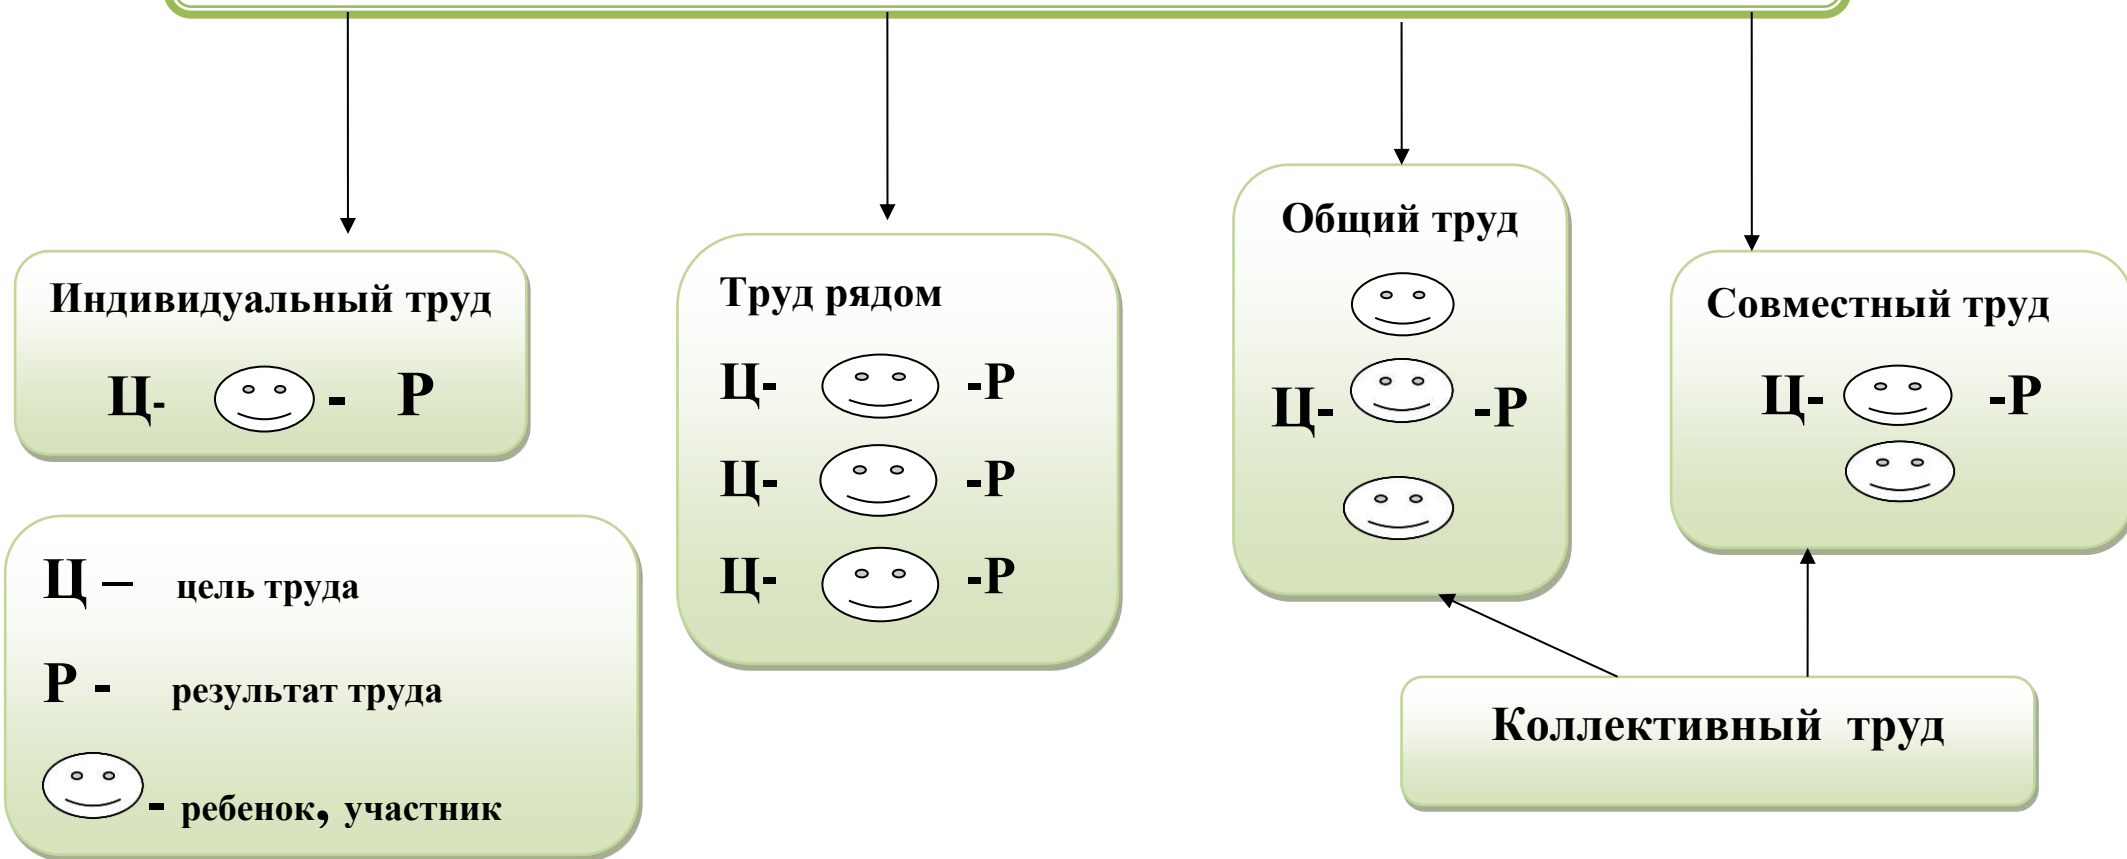 Индивидуальный труд
Ц- - Р
Труд рядом
Ц- -Р
Ц- -Р
Ц- -Р
Общий труд
Ц- -Р
Совместный труд
Ц- -Р
Ц – цель труда
Р - результат труда
- ребенок, участник
Коллективный труд